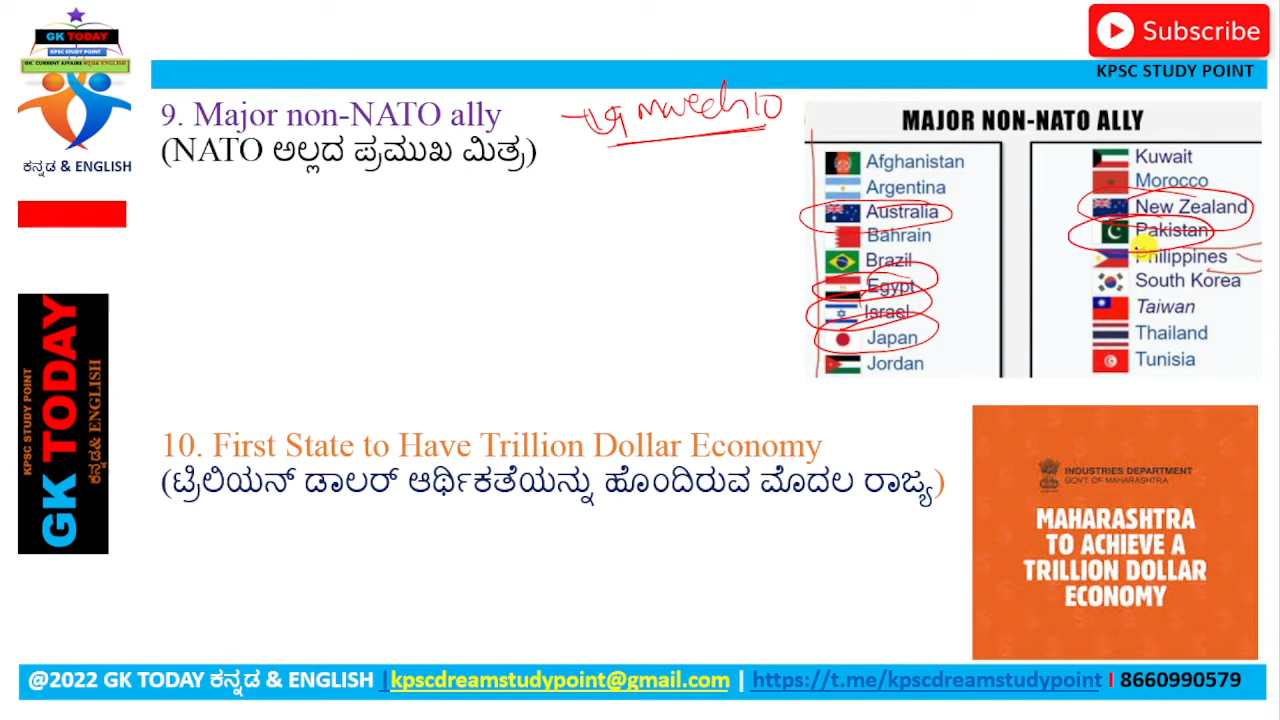 GK TODAY
KPSC STUDY POINT
GK, CURRENT AFFAIRS ಕನ್ನಡ & ENGLISH
ಕನ್ನಡ & ENGLISH
Subscribe
KPSC STUDY POINT
9. Major non-NATO ally
(NATO ಅಲ್ಲದ ಪ್ರಮುಖ ಮಿತ್ರ)
MAJOR NON-NATO ALLY
Afghanistan
Argentina
Australia
Bahrain
Brazil
Egypt
Israel
Japan
Jordan
Kuwait
Morocco
New Zealand
Pakistan
Philippines
South Korea
Taiwan
Thailand
Tunisia
KPSC STUDY POINT
GK TODAY
ಕನ್ನಡ& ENGLISH
10. First State to Have Trillion Dollar Economy
(ಟ್ರಿಲಿಯನ್ ಡಾಲರ್ ಆರ್ಥಿಕತೆಯನ್ನು ಹೊಂದಿರುವ ಮೊದಲ ರಾಜ್ಯ)
INDUSTRIES DEPARTMENT
GOVT. OF MAHARASHTRA
MAHARASHTRA
TO ACHIEVE A
TRILLION DOLLAR
ECONOMY
@2022 GK TODAY ಕನ್ನಡ & ENGLISH |kpscdreamstudypoint@gmail.com | https://t.me/kpscdreamstudypoint I 8660990579